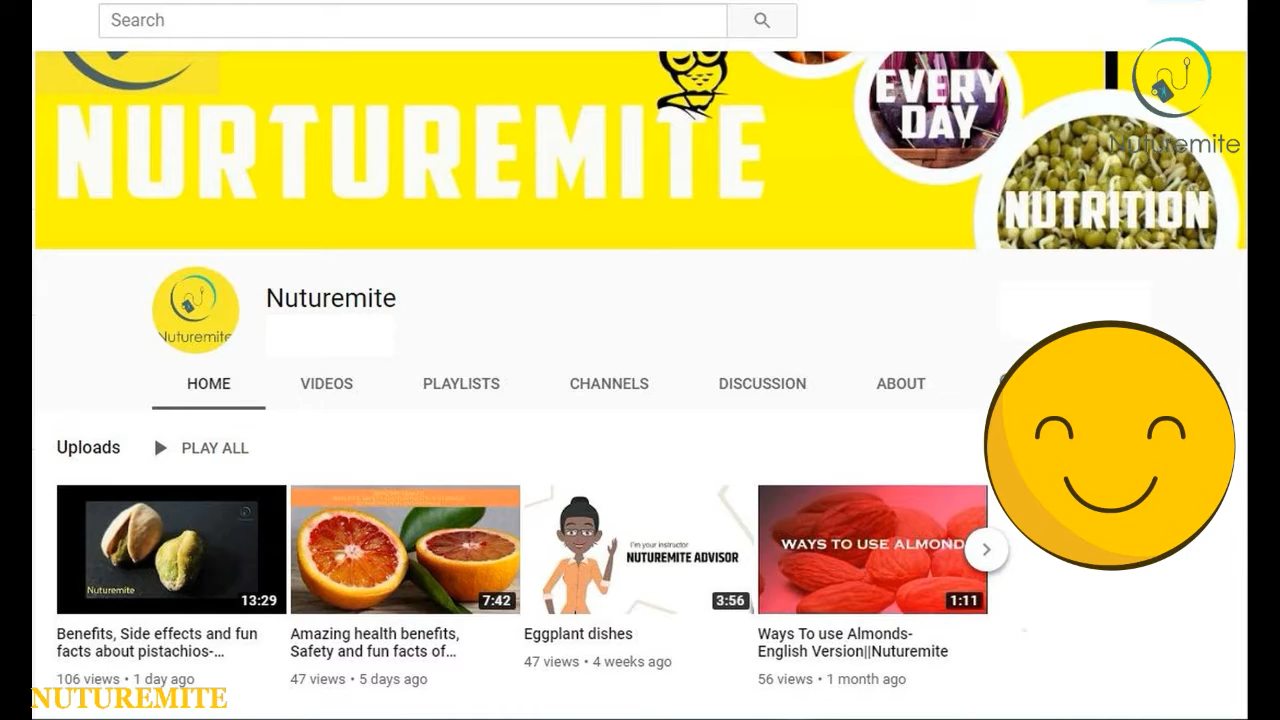 Search
NURTUREMITE
EVERY
DAY
NUTRITION
Nuturemite
Nuturemite
Nuturemite
HOME VIDEOS PLAYLISTS CHANNELS DISCUSSION ABOUT
Uploads PLAY ALL
Nuturemite
13:29
7:42
I'm your instructor
NUTUREMITE ADVISOR
3:56
WAYS TO USE ALMOND
1:11
Benefits, Side effects and fun
facts about pistachios-...
106 views • 1 day ago
Amazing health benefits,
Safety and fun facts of...
47 views • 5 days ago
Eggplant dishes
47 views • 4 weeks ago
Ways To use Almonds-
English Version||Nuturemite
56 views • 1 month ago
NUTUREMITE